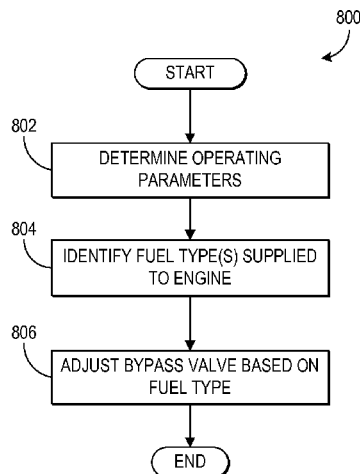 800
START
802
DETERMINE OPERATING
PARAMETERS
804
IDENTIFY FUEL TYPE(S) SUPPLIED
TO ENGINE
806
ADJUST BYPASS VALVE BASED ON
FUEL TYPE
END